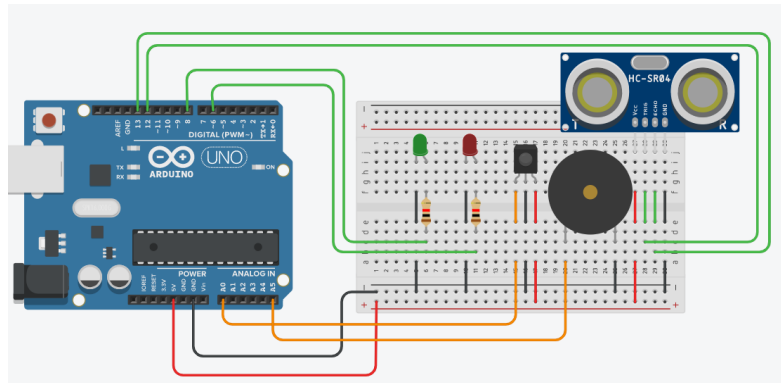 HC-SR04
Vcc
TRIG
ECHO
GND
T
R
AREF
GND
13
12
~11
~10
~9
8
7
~6
~5
4
~3
2
TX→1
RX←0
DIGITAL (PWM~)
L
TX
RX
ARDUINO
UNO
ON
POWER
ANALOG IN
IOREF
RESET
3.3V
5V
GND
GND
Vin
A0
A1
A2
A3
A4
A5